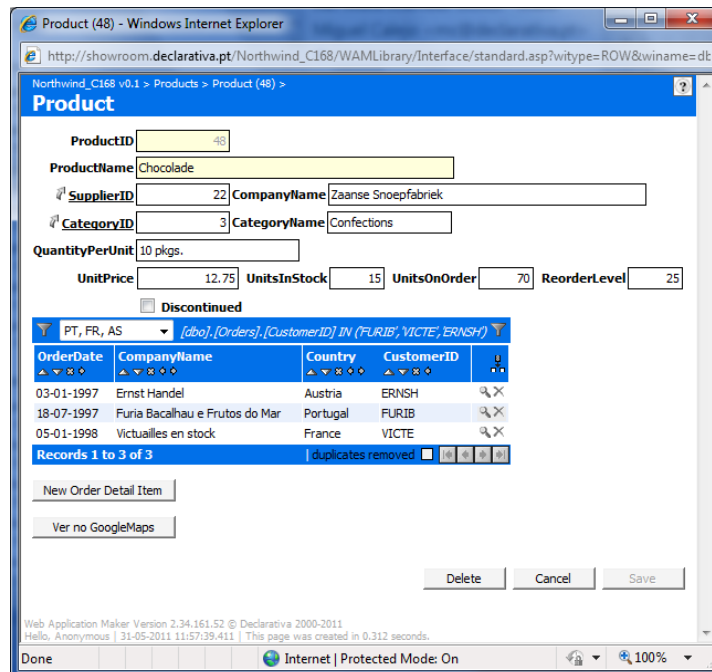 Product (48) - Windows Internet Explorer
http://showroom.declarativa.pt/Northwind_C168/WAMLibrary/Interface/standard.asp?witype=ROW&winame=db
Northwind_C168 v0.1 > Products > Product (48) >
?
Product
ProductID 48
ProductName Chocolade
SupplierID 22 CompanyName Zaanse Snoepfabriek
CategoryID 3 CategoryName Confections
QuantityPerUnit 10 pkgs.
UnitPrice 12.75 UnitsInStock 15 UnitsOnOrder 70 ReorderLevel 25
Discontinued
PT, FR, AS [dbo].[Orders].[CustomerID] IN ('FURIB','VICTE','ERNSH')
OrderDate CompanyName Country CustomerID
03-01-1997 Ernst Handel Austria ERNSH
18-07-1997 Furia Bacalhau e Frutos do Mar Portugal FURIB
05-01-1998 Victuailles en stock France VICTE
Records 1 to 3 of 3 | duplicates removed
New Order Detail Item
Ver no GoogleMaps
Delete Cancel Save
Web Application Maker Version 2.34.161.52 © Declarativa 2000-2011
Hello, Anonymous | 31-05-2011 11:57:39.411 | This page was created in 0.312 seconds.
Done Internet | Protected Mode: On 100%